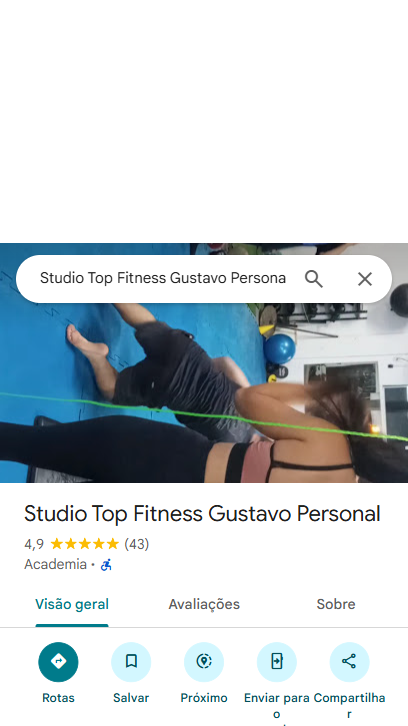 Studio Top Fitness Gustavo Persona
Studio Top Fitness Gustavo Personal
4,9 ★★★★★ (43)
Academia ·
Visão geral Avaliações Sobre
Rotas Salvar Próximo Enviar para o Compartilhar